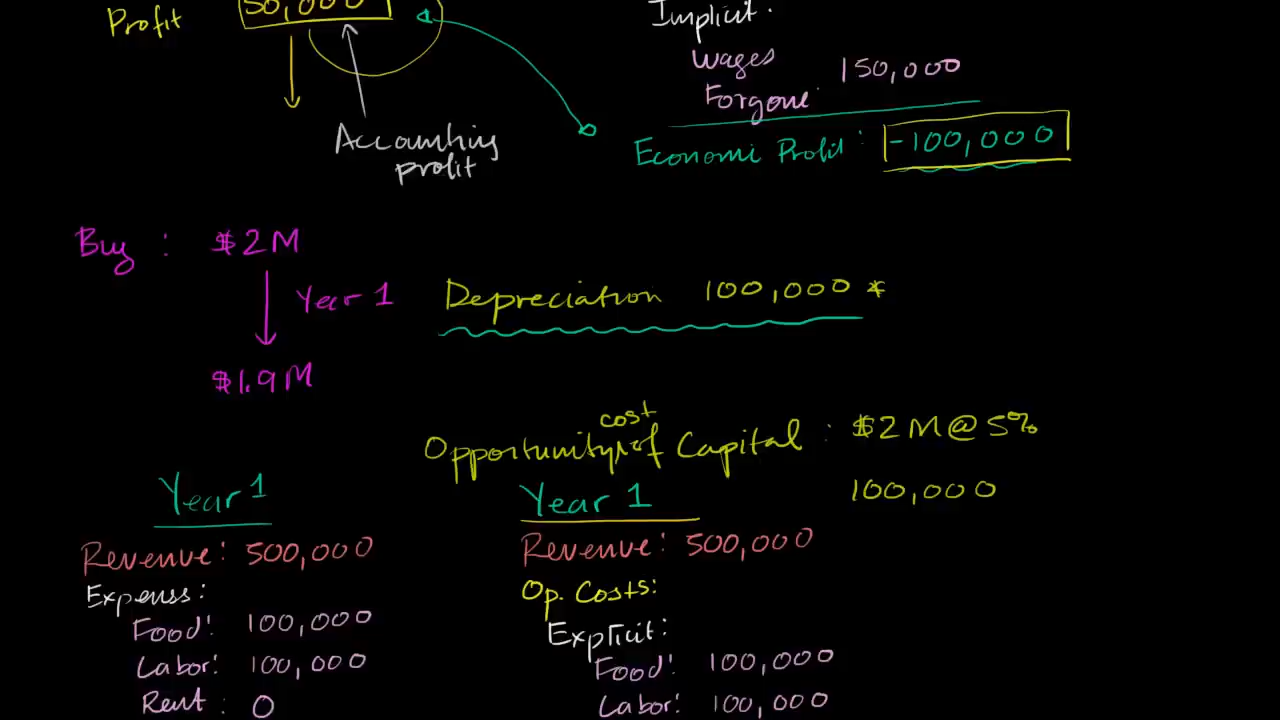 Profit 50,000
Implicit:
Wages
Forgone: 150,000
Accounting
profit
Economic Profit: -100,000
Buy : $2M
Year 1
Depreciation 100,000 *
$1.9M
cost
Opportunity of Capital : $2M@5%
100,000
Year 1
Revenue: 500,000
Expenss:
Food: 100,000
Labor: 100,000
Rent : 0
Year 1
Revenue: 500,000
Op. Costs:
Explicit:
Food: 100,000
Labor: 100,000